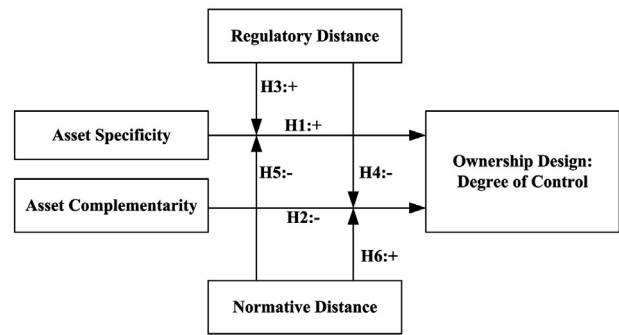 Regulatory Distance
H3:+
H1:+
Asset Specificity
Ownership Design:
Degree of Control
H5:-
H4:-
Asset Complementarity
H2:-
H6:+
Normative Distance